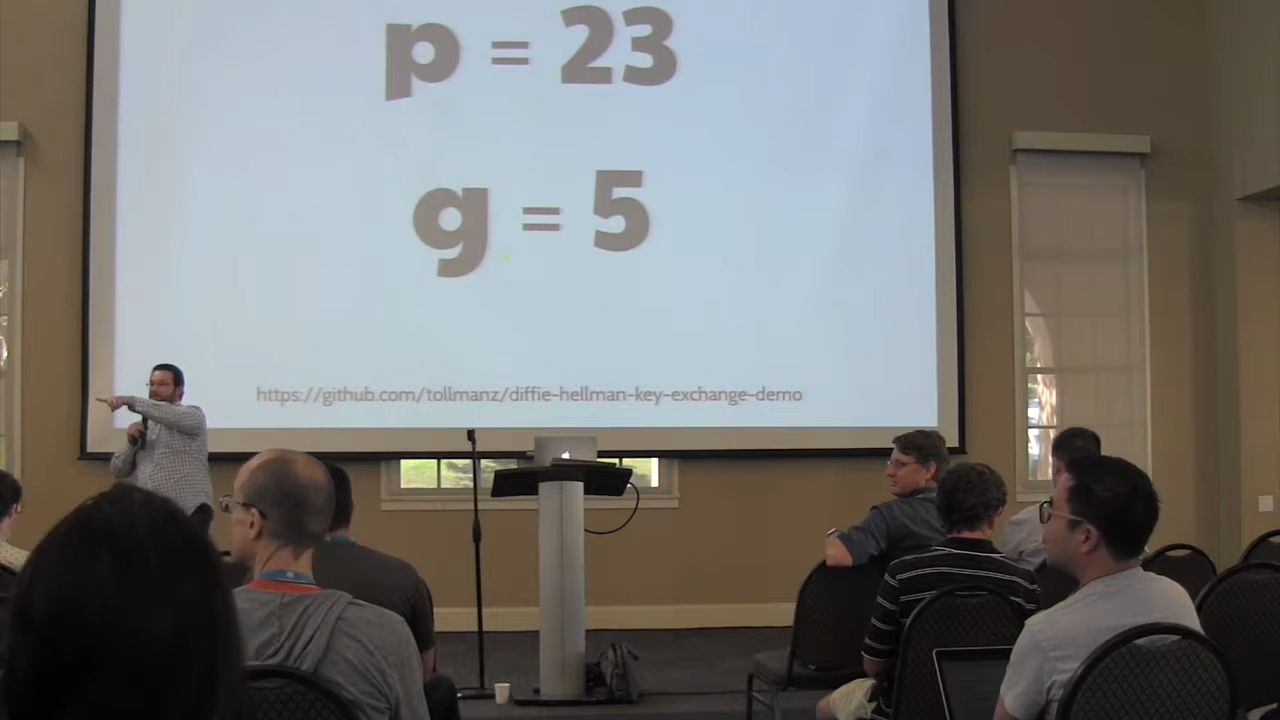 p = 23
g = 5
https://github.com/tollmanz/diffie-hellman-key-exchange-demo